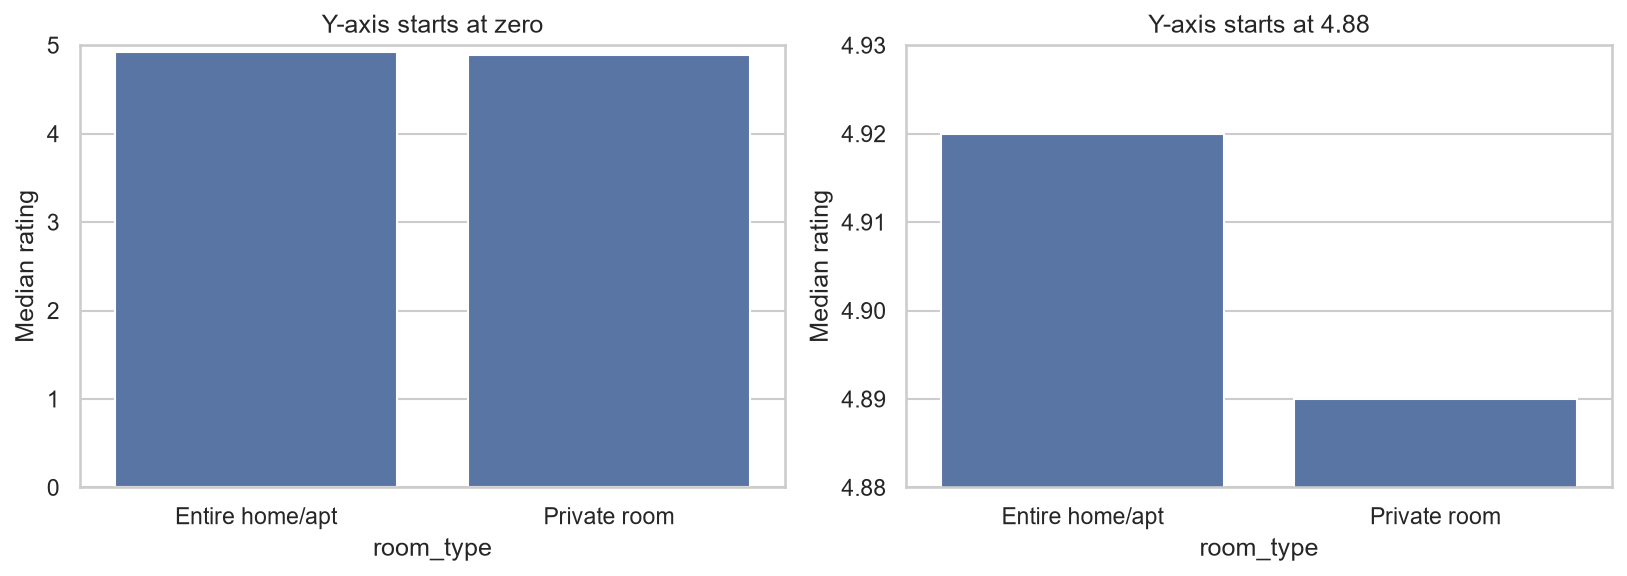 Y-axis starts at zero
5
4
3
2
1
0
Median rating
Entire home/apt
Private room
room_type
Y-axis starts at 4.88
4.93
4.92
4.91
4.90
4.89
4.88
Median rating
Entire home/apt
Private room
room_type